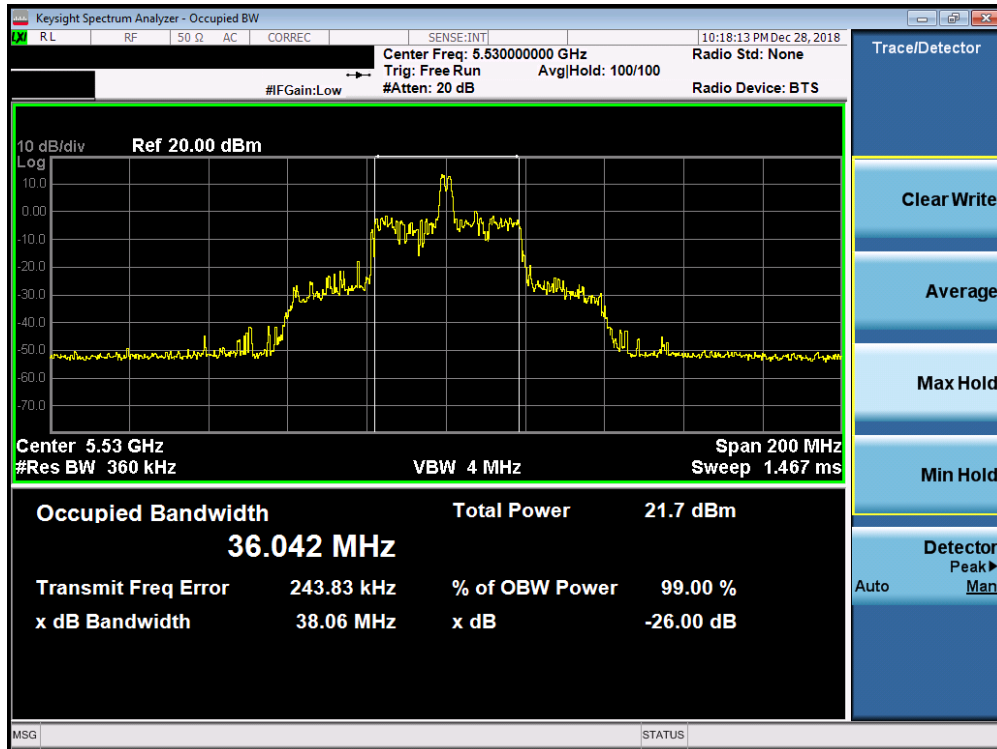 Keysight Spectrum Analyzer - Occupied BW
LXI RL RF 50 Ω AC CORREC SENSE:INT 10:18:13 PM Dec 28, 2018
Center Freq: 5.530000000 GHz Radio Std: None
Trig: Free Run Avg|Hold: 100/100
#IFGain:Low #Atten: 20 dB Radio Device: BTS
Trace/Detector
10 dB/div Ref 20.00 dBm
Log
10.0
0.00
-10.0
-20.0
-30.0
-40.0
-50.0
-60.0
-70.0
Center 5.53 GHz Span 200 MHz
#Res BW 360 kHz VBW 4 MHz Sweep 1.467 ms
Occupied Bandwidth Total Power 21.7 dBm
36.042 MHz
Transmit Freq Error 243.83 kHz % of OBW Power 99.00 %
x dB Bandwidth 38.06 MHz x dB -26.00 dB
Clear Write
Average
Max Hold
Min Hold
Detector
Peak
Auto Man
MSG STATUS